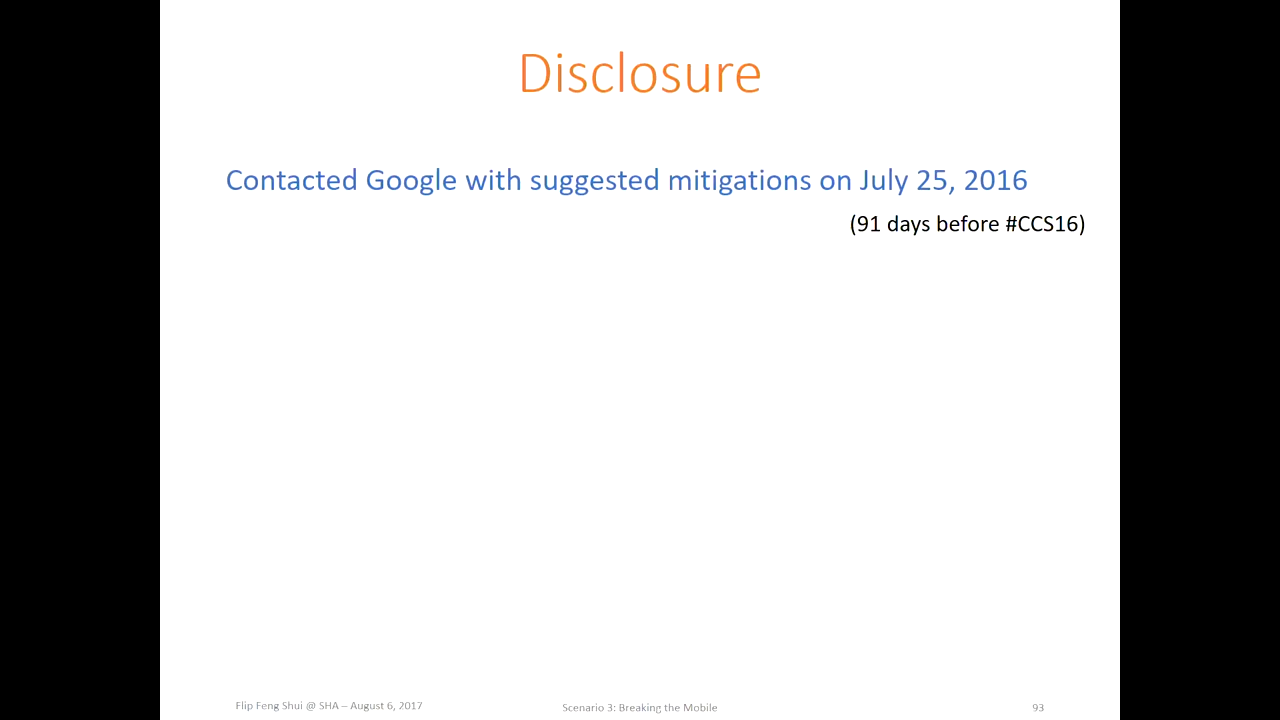 Disclosure
Contacted Google with suggested mitigations on July 25, 2016
(91 days before #CCS16)
Flip Feng Shui @ SHA – August 6, 2017
Scenario 3: Breaking the Mobile
93